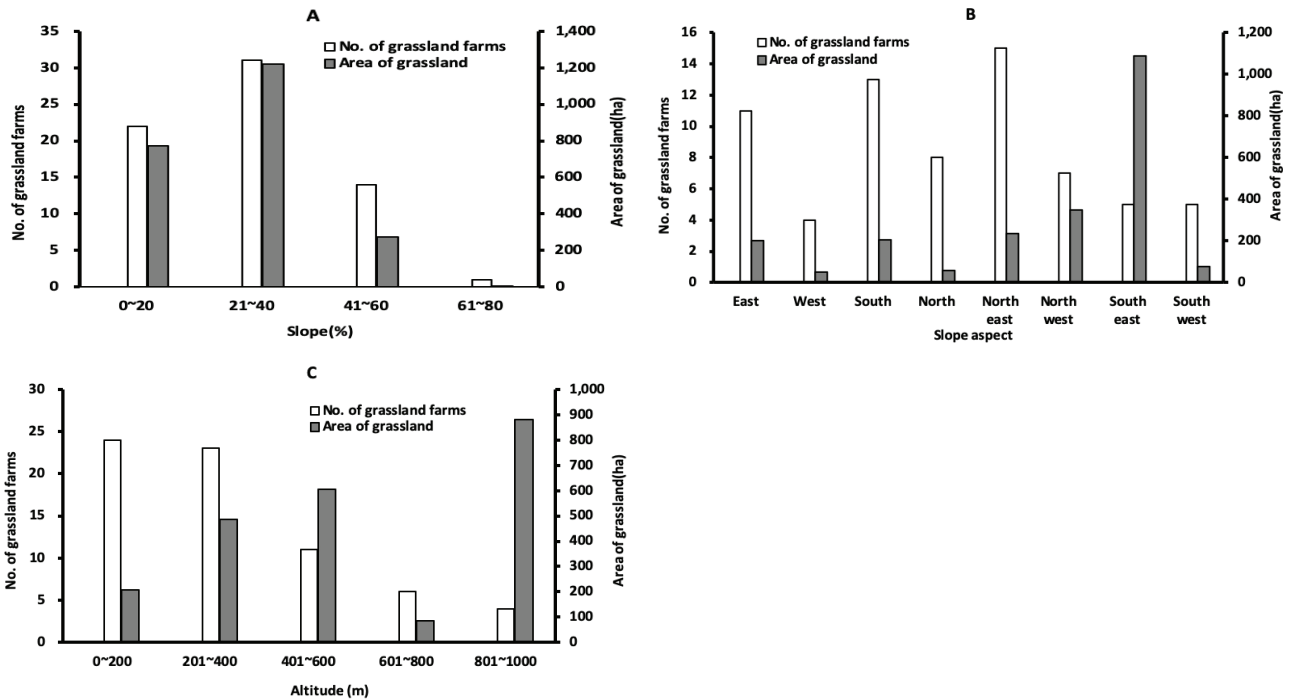 A
No. of grassland farms
Area of grassland
35
30
25
20
15
10
5
0
No. of grassland farms
1,400
1,200
1,000
800
600
400
200
0
Area of grassland(ha)
0~20 21~40 41~60 61~80
Slope(%)
B
No. of grassland farms
Area of grassland
16
14
12
10
8
6
4
2
0
No. of grassland farms
1,200
1,000
800
600
400
200
0
Area of grassland(ha)
East West South North North east North west South east South west
Slope aspect
C
No. of grassland farms
Area of grassland
30
25
20
15
10
5
0
No. of grassland farms
1,000
900
800
700
600
500
400
300
200
100
0
Area of grassland(ha)
0~200 201~400 401~600 601~800 801~1000
Altitude (m)